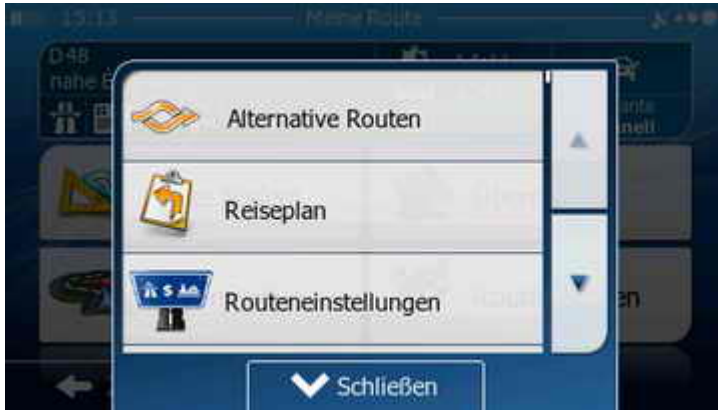 15:13
Meine Route
D48
nahe
Alternative Routen
Reiseplan
Routeneinstellungen
Schließen